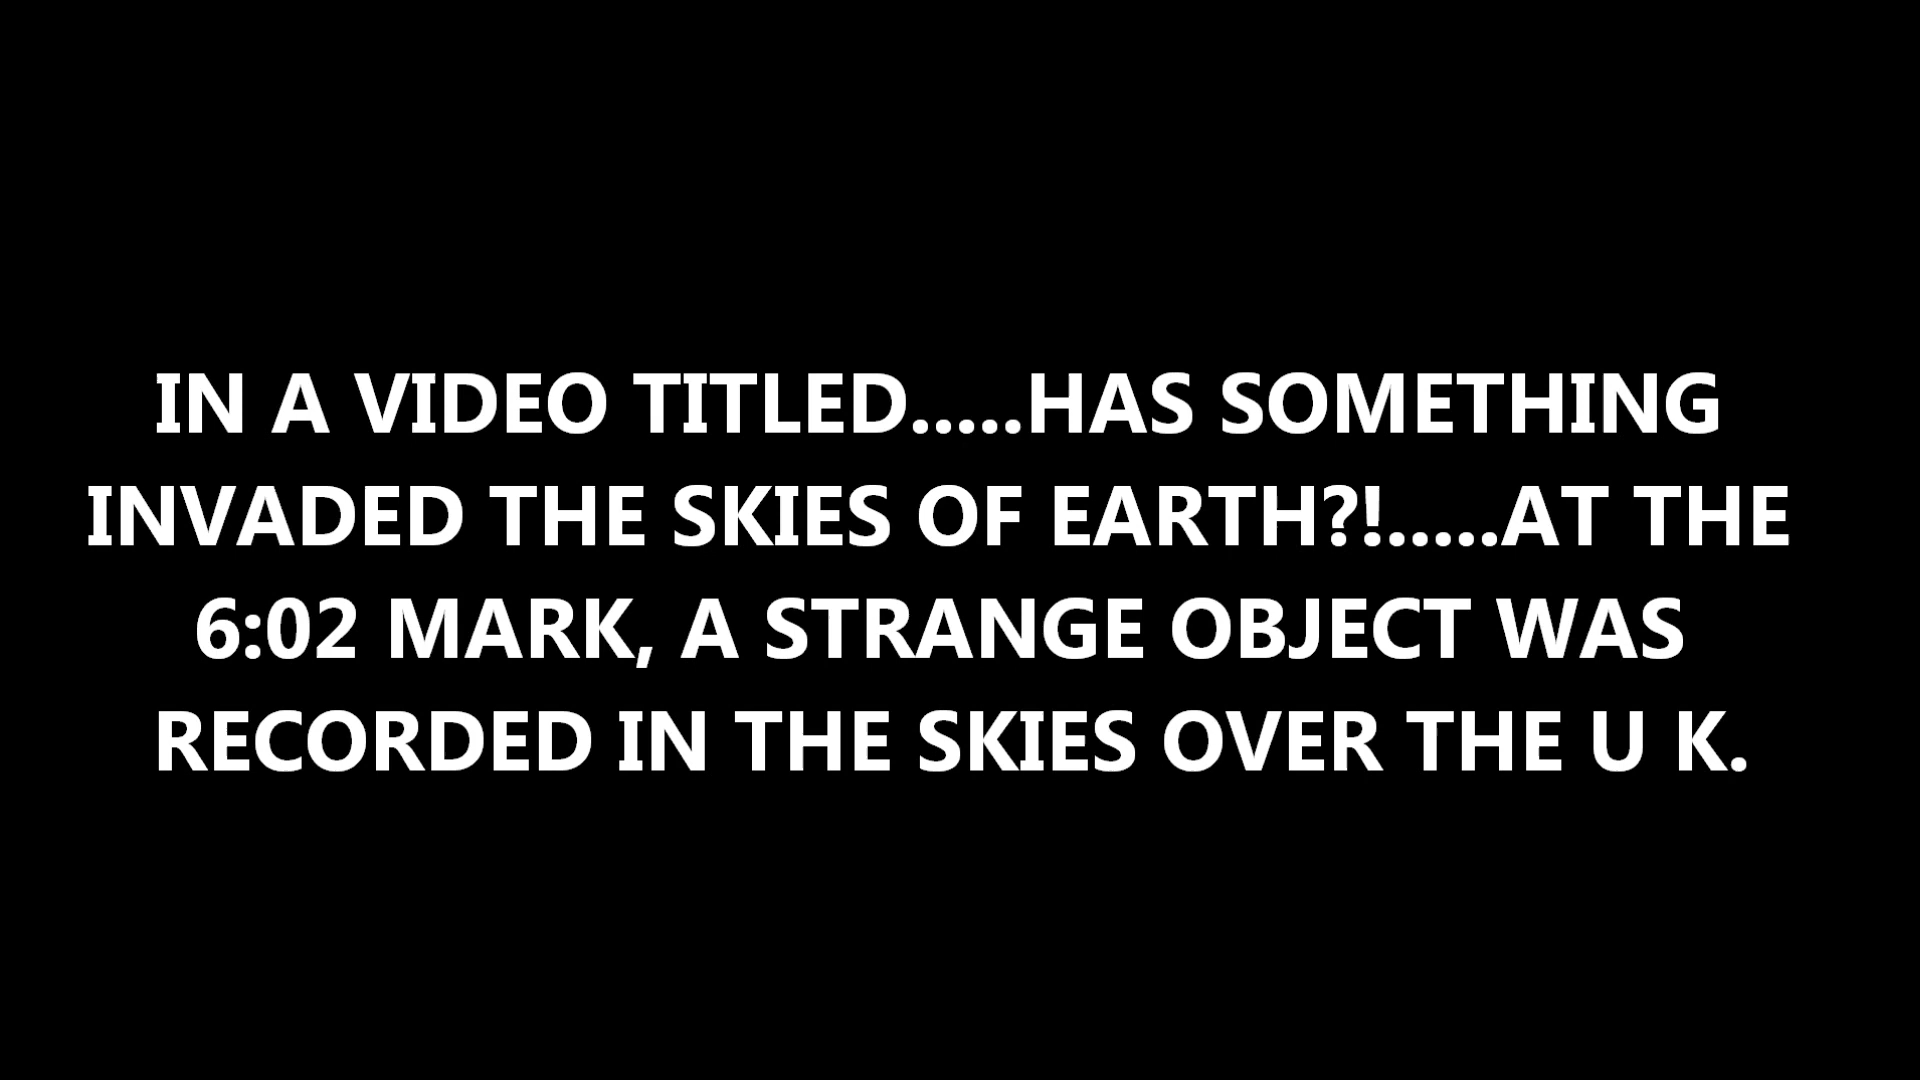 IN A VIDEO TITLED.....HAS SOMETHING
INVADED THE SKIES OF EARTH?!.....AT THE
6:02 MARK, A STRANGE OBJECT WAS
RECORDED IN THE SKIES OVER THE U K.